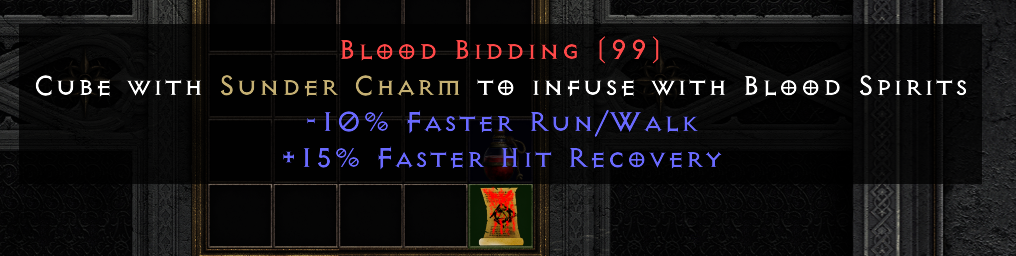 Blood Bidding (99)
Cube with Sunder Charm to infuse with Blood Spirits
-10% Faster Run/Walk
+15% Faster Hit Recovery